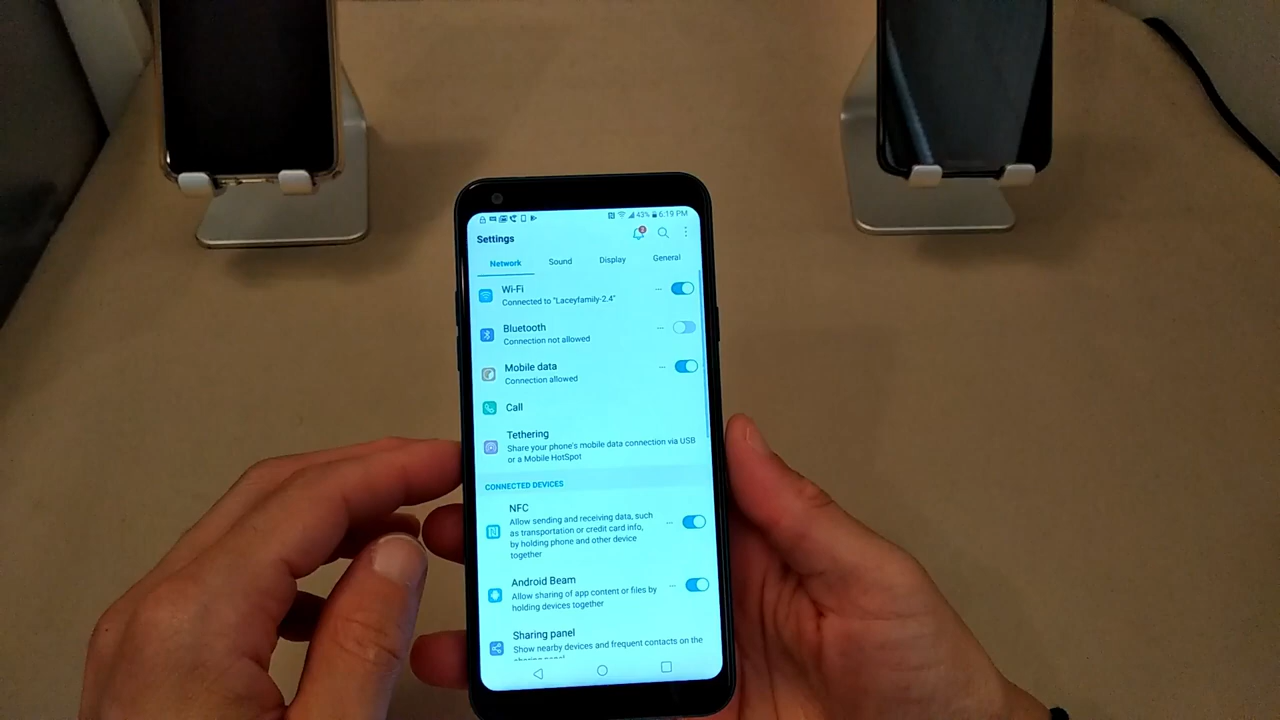 43% 6:19 PM
Settings
2
Network Sound Display General
Wi-Fi
Connected to "Laceyfamily-2.4"
Bluetooth
Connection not allowed
Mobile data
Connection allowed
Call
Tethering
Share your phone's mobile data connection via USB
or a Mobile HotSpot
CONNECTED DEVICES
NFC
Allow sending and receiving data, such
as transportation or credit card info,
by holding phone and other device
together
Android Beam
Allow sharing of app content or files by
holding devices together
Sharing panel
Show nearby devices and frequent contacts on the
sharing panel